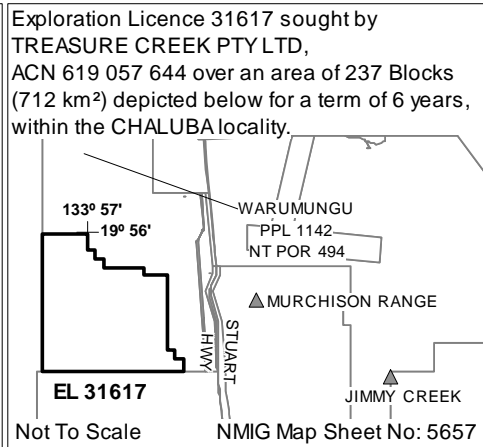 Exploration Licence 31617 sought by
TREASURE CREEK PTY LTD,
ACN 619 057 644 over an area of 237 Blocks
(712 km²) depicted below for a term of 6 years,
within the CHALUBA locality.
133º 57'
19º 56'
WARUMUNGU
PPL 1142
NT POR 494
MURCHISON RANGE
STUART
HWY
EL 31617
JIMMY CREEK
Not To Scale
NMIG Map Sheet No: 5657